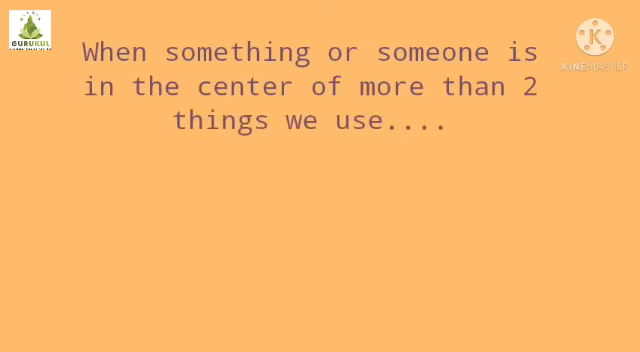 When something or someone is
in the center of more than 2
things we use....
GURUKUL
KINEMASTER